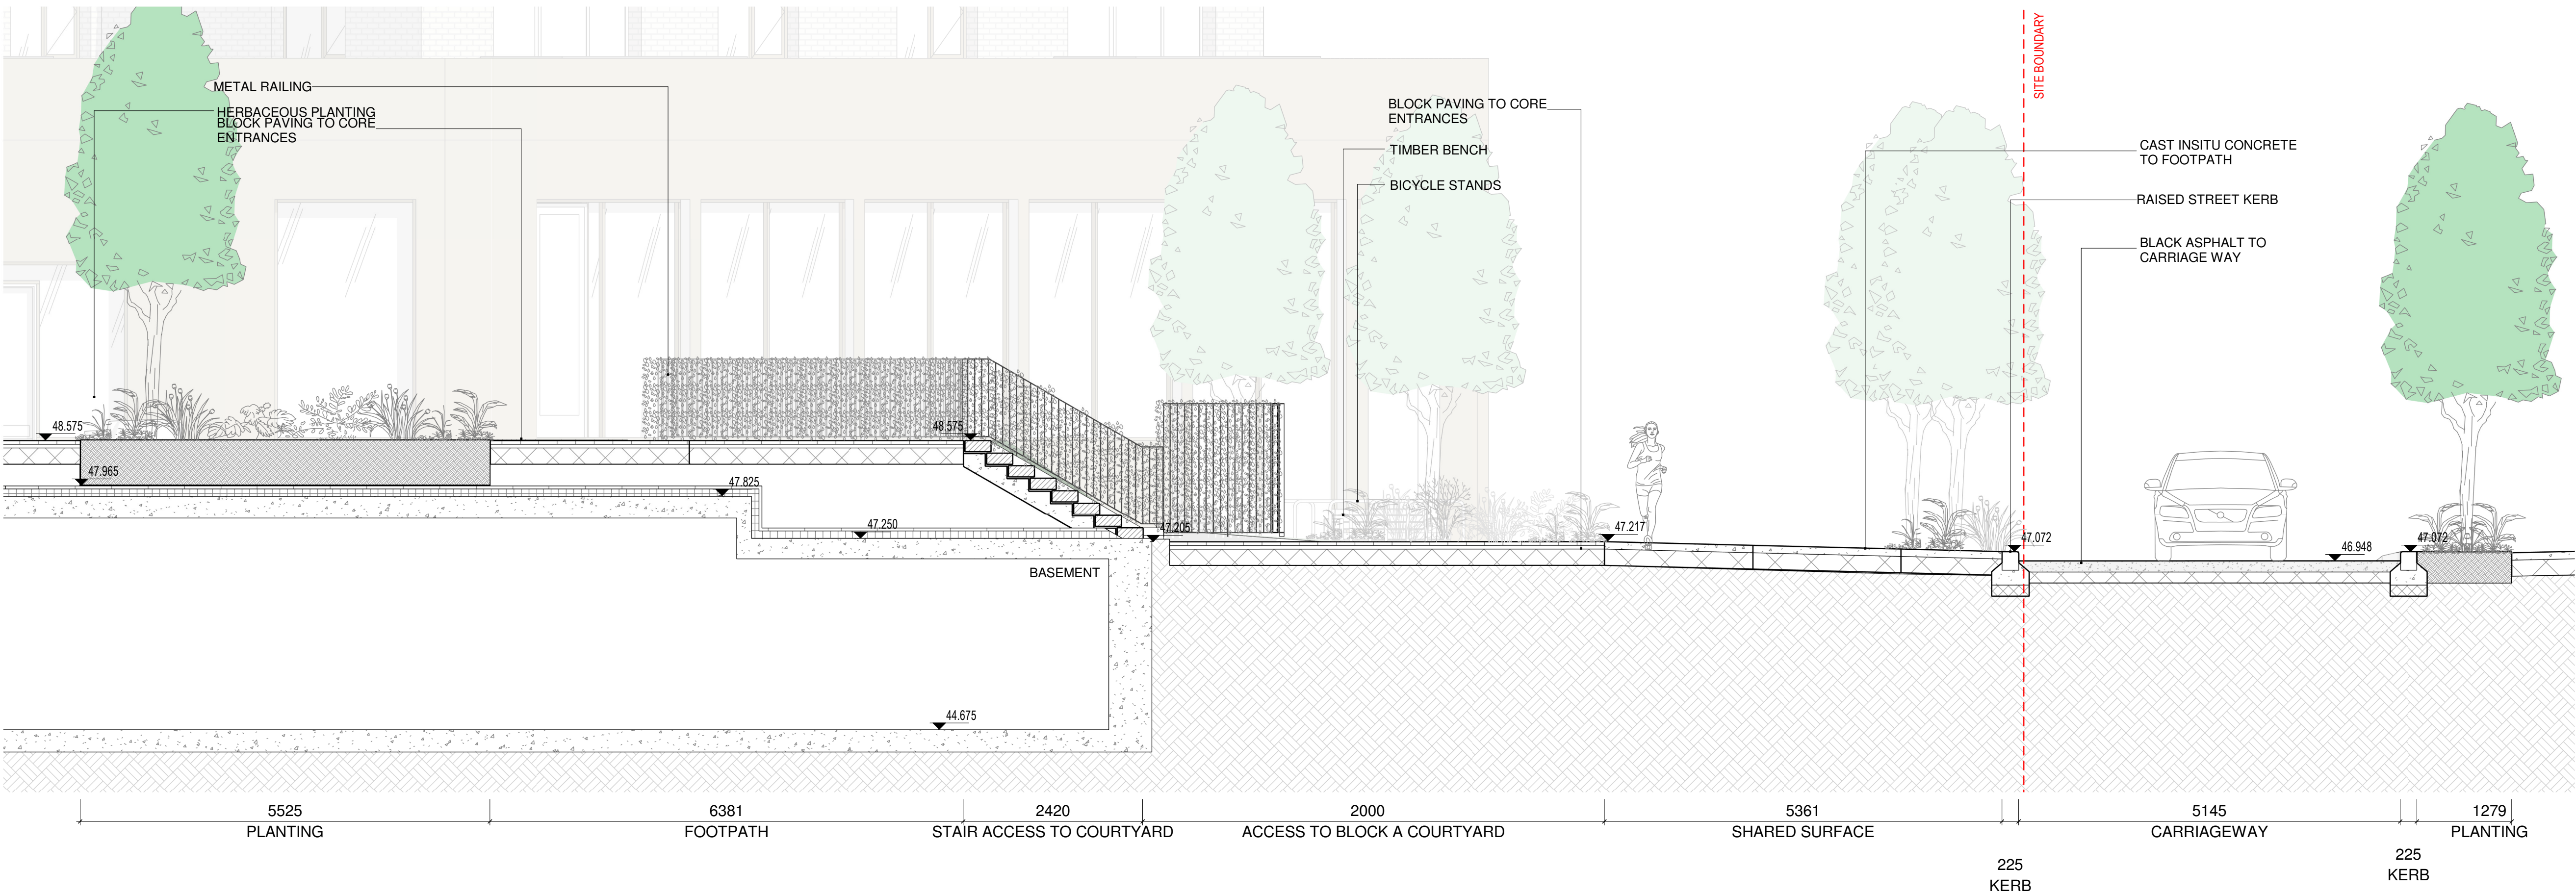 SITE BOUNDARY
METAL RAILING
HERBACEOUS PLANTING
BLOCK PAVING TO CORE
ENTRANCES
BLOCK PAVING TO CORE
ENTRANCES
TIMBER BENCH
BICYCLE STANDS
CAST INSITU CONCRETE
TO FOOTPATH
RAISED STREET KERB
BLACK ASPHALT TO
CARRIAGE WAY
48.575
47.965
47.825
48.575
47.250
47.205
47.217
47.072
46.948
47.072
BASEMENT
44.675
5525
PLANTING
6381
FOOTPATH
2420
STAIR ACCESS TO COURTYARD
2000
ACCESS TO BLOCK A COURTYARD
5361
SHARED SURFACE
225
KERB
5145
CARRIAGEWAY
225
KERB
1279
PLANTING